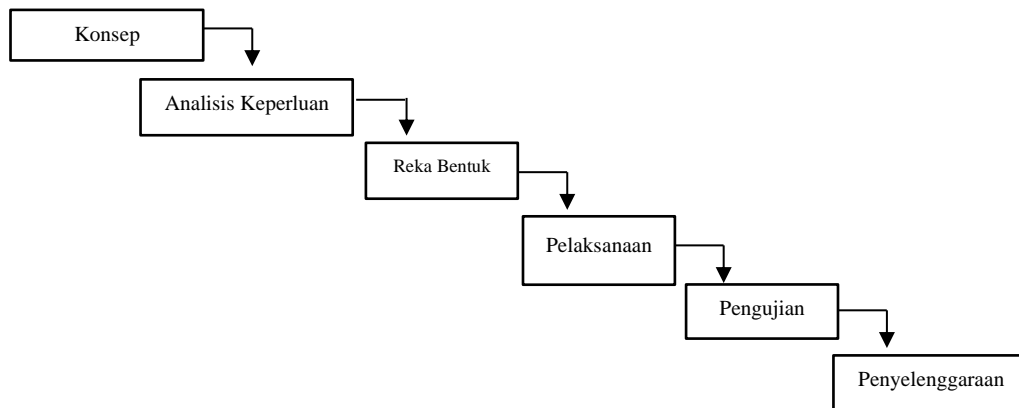 Konsep
Analisis Keperluan
Reka Bentuk
Pelaksanaan
Pengujian
Penyelenggaraan